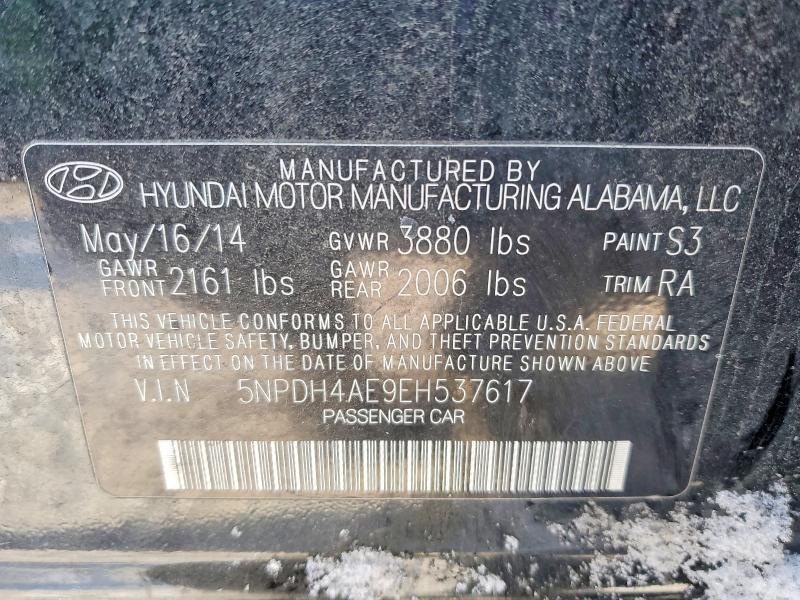 MANUFACTURED BY
HYUNDAI MOTOR MANUFACTURING ALABAMA, LLC
May/16/14 GVWR 3880 lbs PAINT S3
GAWR FRONT 2161 lbs GAWR REAR 2006 lbs TRIM RA
THIS VEHICLE CONFORMS TO ALL APPLICABLE U.S.A. FEDERAL
MOTOR VEHICLE SAFETY, BUMPER, AND THEFT PREVENTION STANDARDS
IN EFFECT ON THE DATE OF MANUFACTURE SHOWN ABOVE
V.I.N 5NPDH4AE9EH537617
PASSENGER CAR